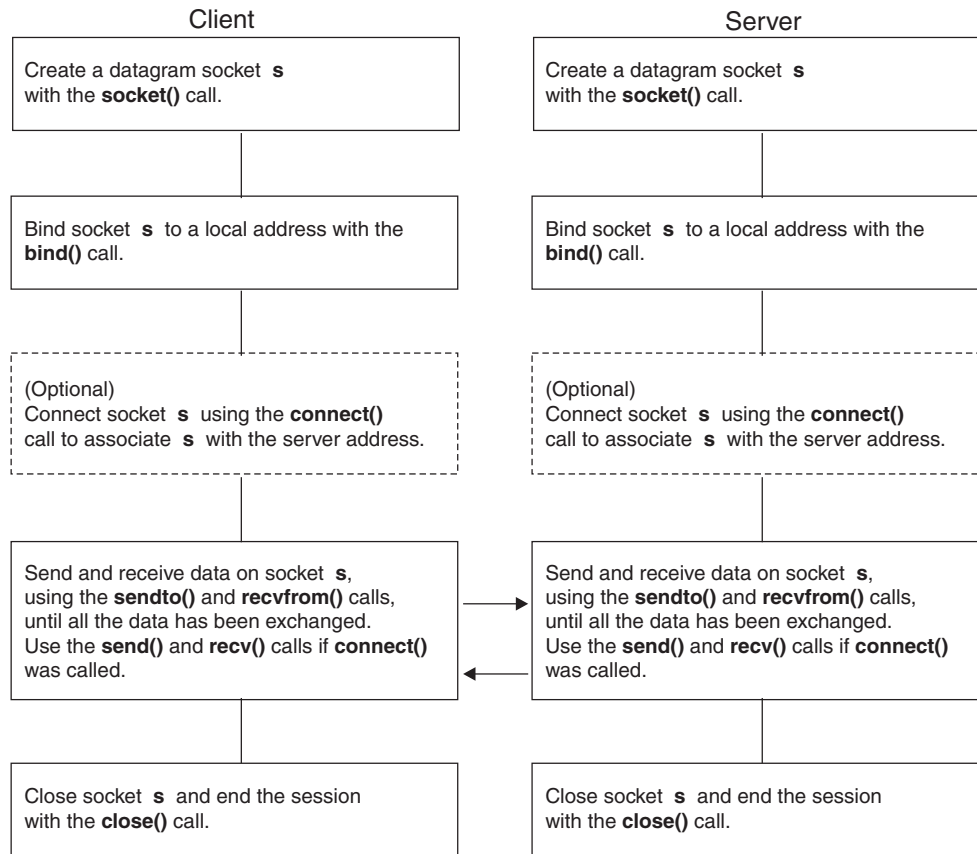 Client
Create a datagram socket s
with the socket() call.
Bind socket s to a local address with the
bind() call.
(Optional)
Connect socket s using the connect()
call to associate s with the server address.
Send and receive data on socket s,
using the sendto() and recvfrom() calls,
until all the data has been exchanged.
Use the send() and recv() calls if connect()
was called.
Close socket s and end the session
with the close() call.
Server
Create a datagram socket s
with the socket() call.
Bind socket s to a local address with the
bind() call.
(Optional)
Connect socket s using the connect()
call to associate s with the server address.
Send and receive data on socket s,
using the sendto() and recvfrom() calls,
until all the data has been exchanged.
Use the send() and recv() calls if connect()
was called.
Close socket s and end the session
with the close() call.